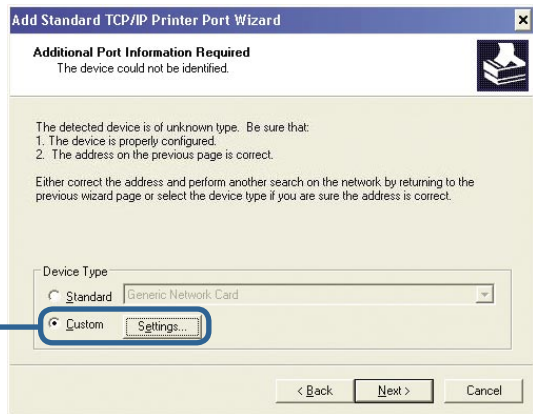 Add Standard TCP/IP Printer Port Wizard
Additional Port Information Required
The device could not be identified.
The detected device is of unknown type. Be sure that:
1. The device is properly configured.
2. The address on the previous page is correct.
Either correct the address and perform another search on the network by returning to the
previous wizard page or select the device type if you are sure the address is correct.
Device Type
Standard Generic Network Card
Custom Settings...
< Back Next > Cancel